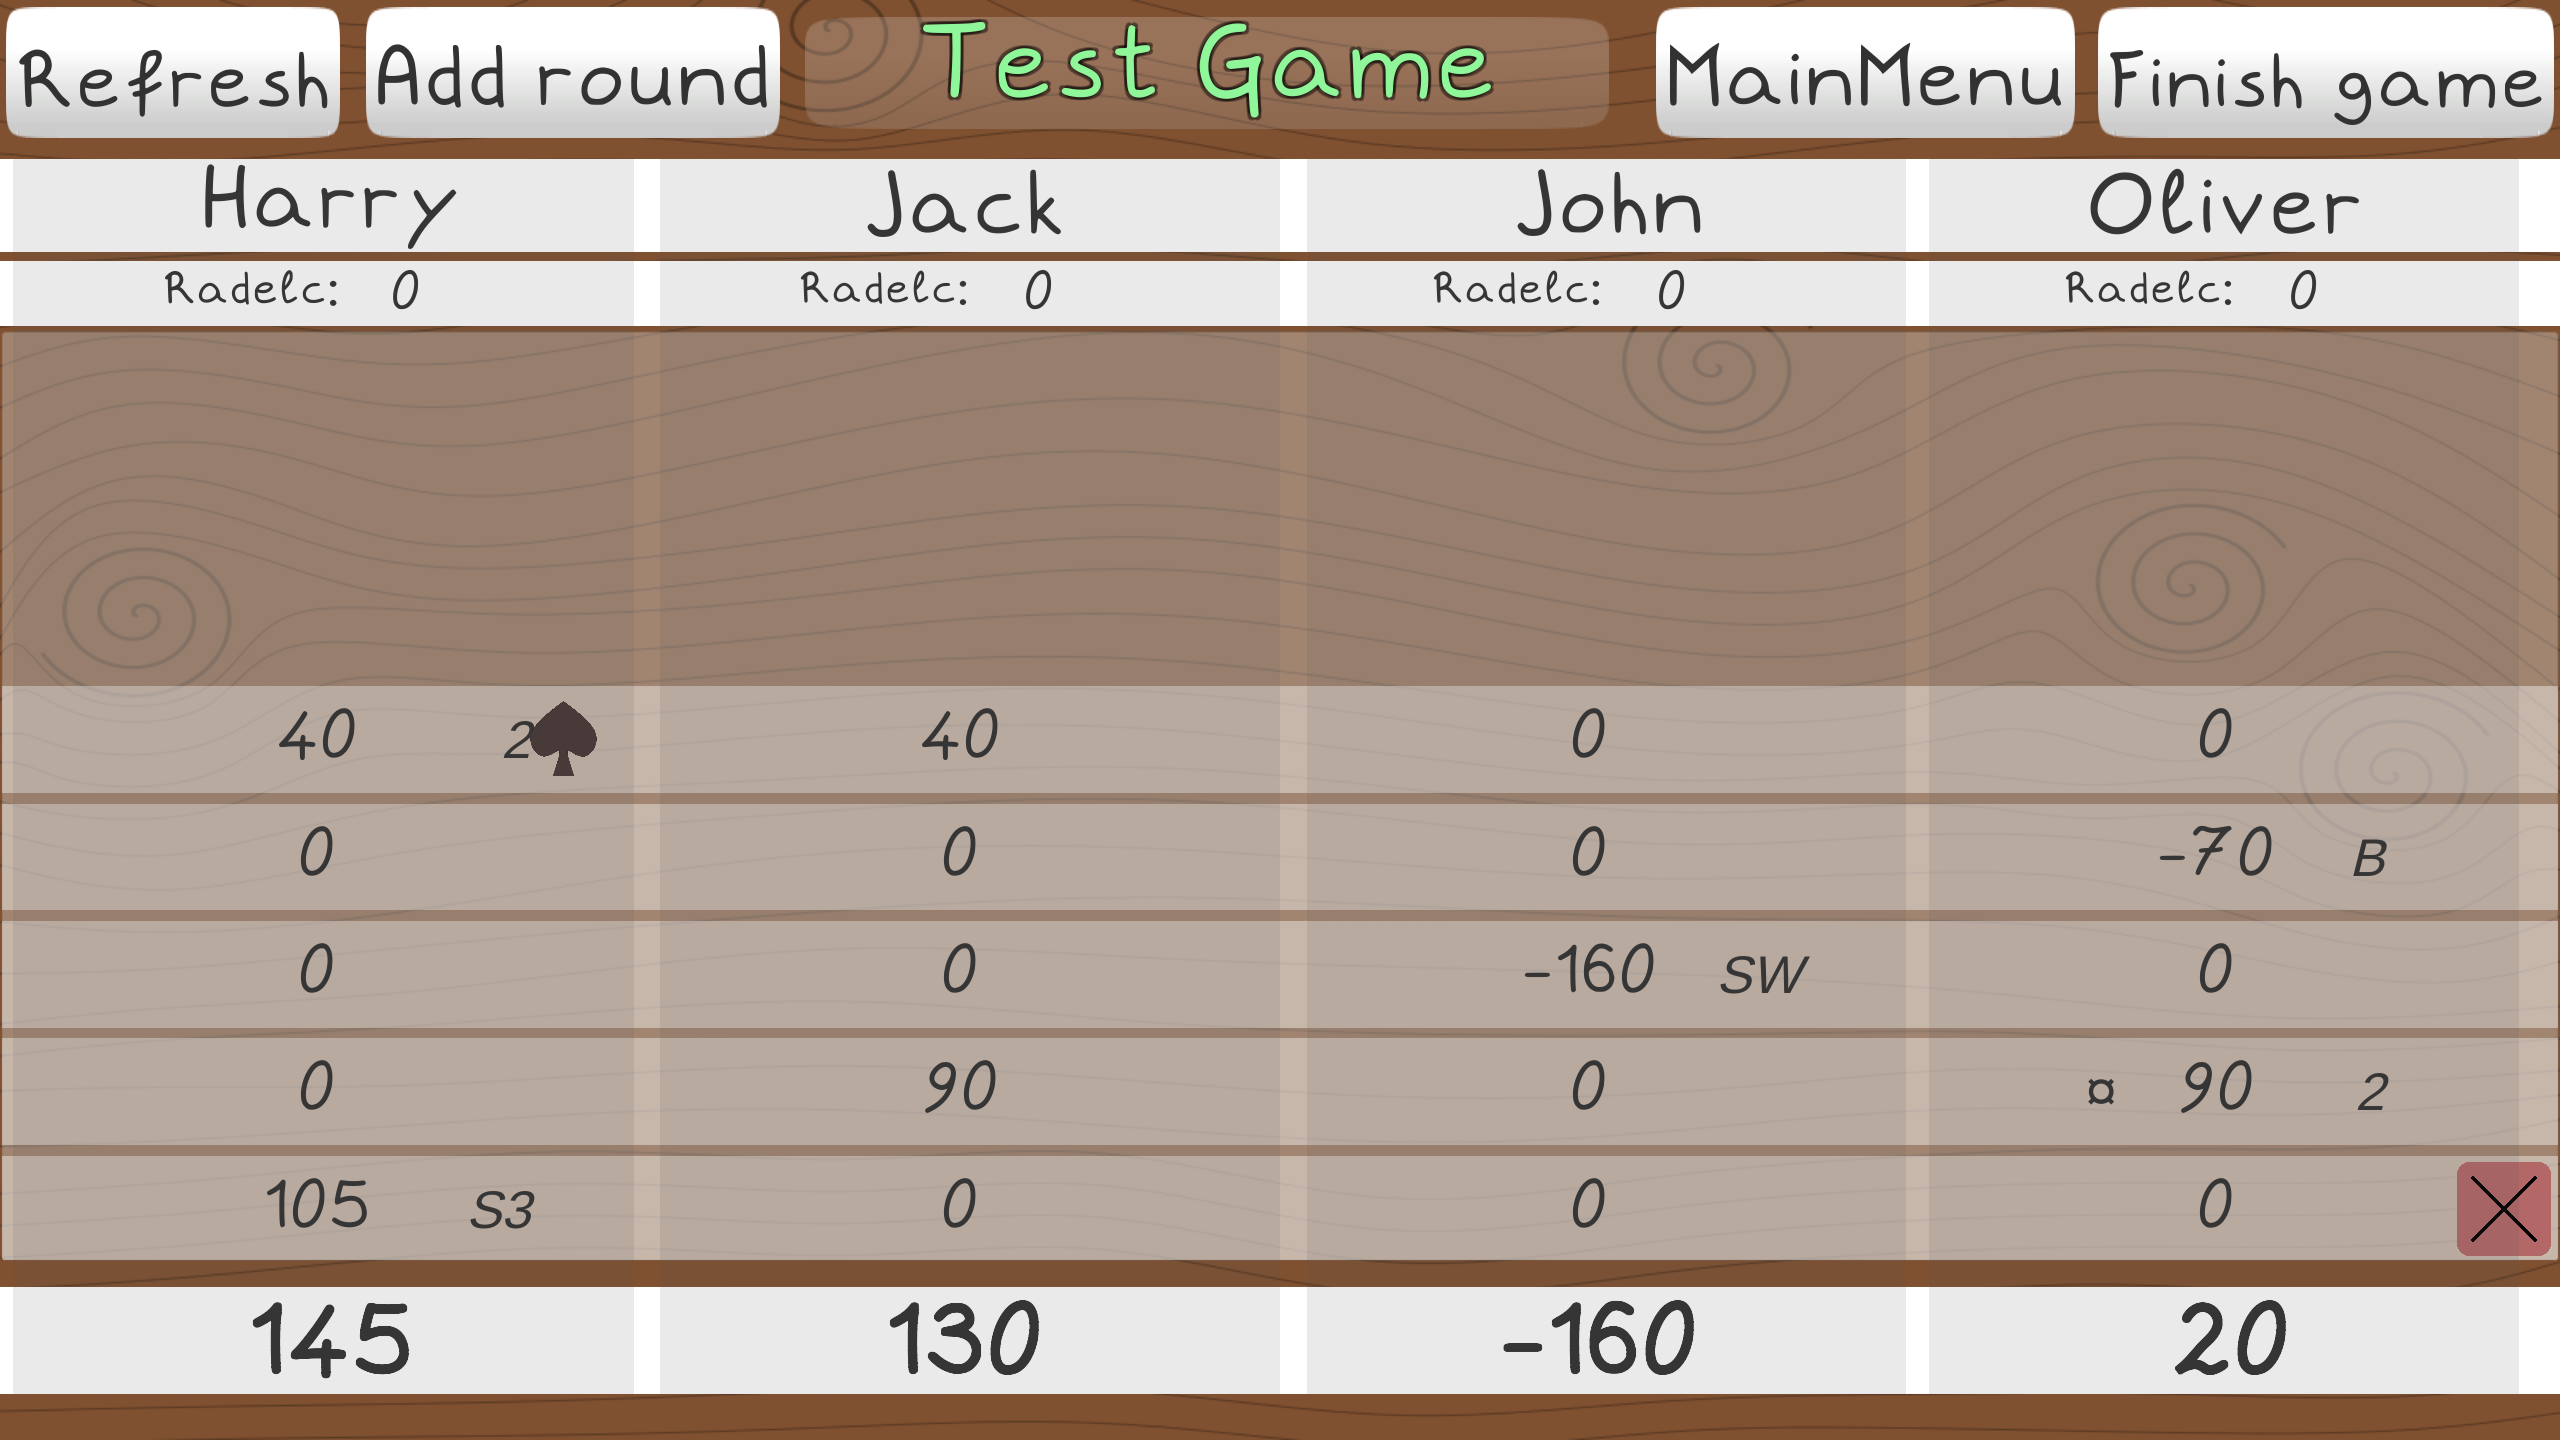 Refresh Add round Test Game MainMenu Finish game
Harry Jack John Oliver
Radelc: 0 Radelc: 0 Radelc: 0 Radelc: 0
40 2♠ 40 0 0
0 0 0 -70 B
0 0 -160 SW 0
0 90 0 ¤ 90 2
105 S3 0 0 0
145 130 -160 20